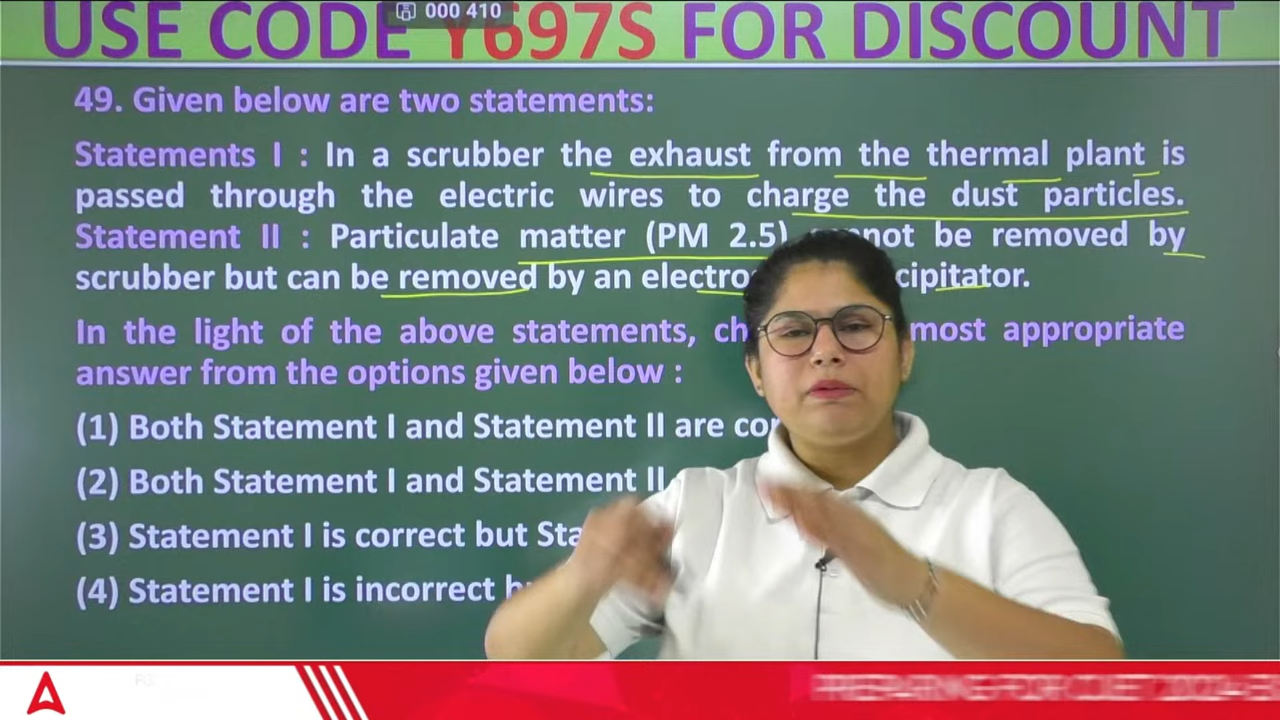 USE CODE Y697S FOR DISCOUNT
000 410
49. Given below are two statements:
Statements I : In a scrubber the exhaust from the thermal plant is
passed through the electric wires to charge the dust particles.
Statement II : Particulate matter (PM 2.5) be removed by
scrubber but can be removed by an
In the light of the above statements, most appropriate
answer from the options given below :
(1) Both Statement I and Statement II are
(2) Both Statement I and Statement II
(3) Statement I is correct but
(4) Statement I is incorrect